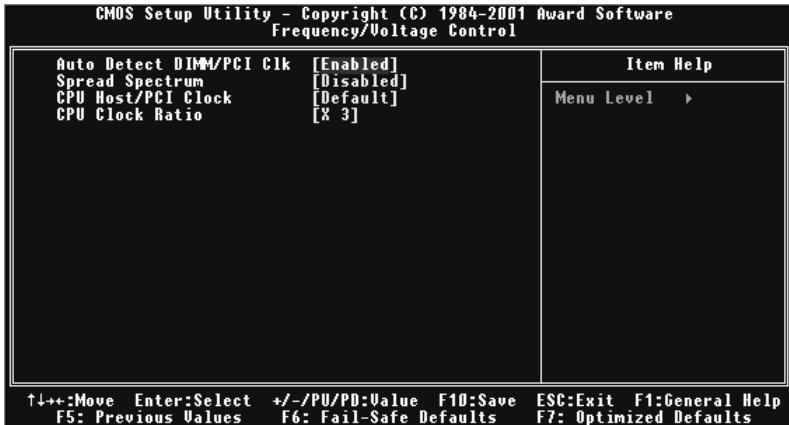 CMOS Setup Utility - Copyright (C) 1984-2001 Award Software
Frequency/Voltage Control
Auto Detect DIMM/PCI Clk [Enabled]
Spread Spectrum [Disabled]
CPU Host/PCI Clock [Default]
CPU Clock Ratio [X 3]
Item Help
Menu Level ▸
↑↓→←:Move Enter:Select +/-/PU/PD:Value F10:Save ESC:Exit F1:General Help
F5: Previous Values F6: Fail-Safe Defaults F7: Optimized Defaults